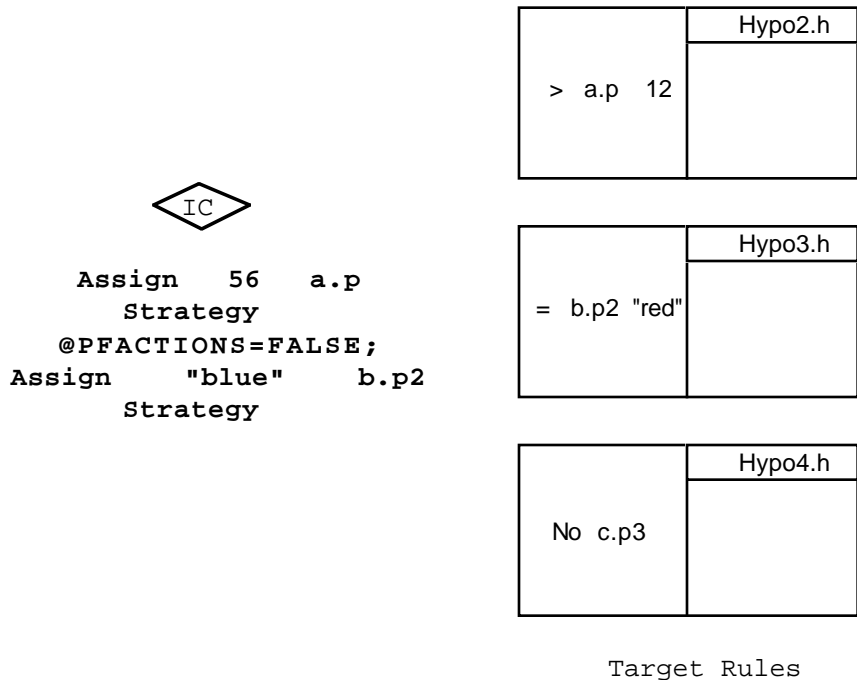 IC
Assign 56 a.p
Strategy
@PFACTIONS=FALSE;
Assign "blue" b.p2
Strategy
Hypo2.h
> a.p 12
Hypo3.h
= b.p2 "red"
Hypo4.h
No c.p3
Target Rules